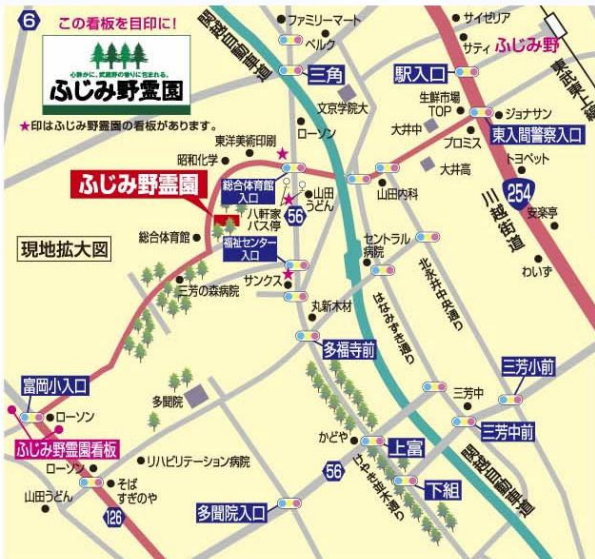 6
この看板を目印に!
心静かに、武蔵野の香りに包まれる。
ふじみ野霊園
★印はふじみ野霊園の看板があります。
関越自動車道
ファミリーマート
ベルク
三角
文京学院大
ローソン
サイゼリア
サティ
ふじみ野
駅入口
東武東上線
生鮮市場
TOP
ジョナサン
大井中
プロミス
東入間警察入口
トヨペット
大井高
254
川越街道
安楽亭
わいず
東洋美術印刷
昭和化学
総合体育館
入口
山田
うどん
山田内科
ふじみ野霊園
八軒家
バス停
56
現地拡大図
総合体育館
福祉センター
入口
セントラル
病院
北永井中央通り
はなみずき通り
三芳の森病院
サンクス
丸新木材
多福寺前
富岡小入口
ローソン
多聞院
三芳中
三芳小前
三芳中前
ふじみ野霊園看板
かどや
上富
ローソン
リハビリテーション病院
56
けやき並木通り
下組
関越自動車道
そば
すぎのや
山田うどん
126
多聞院入口